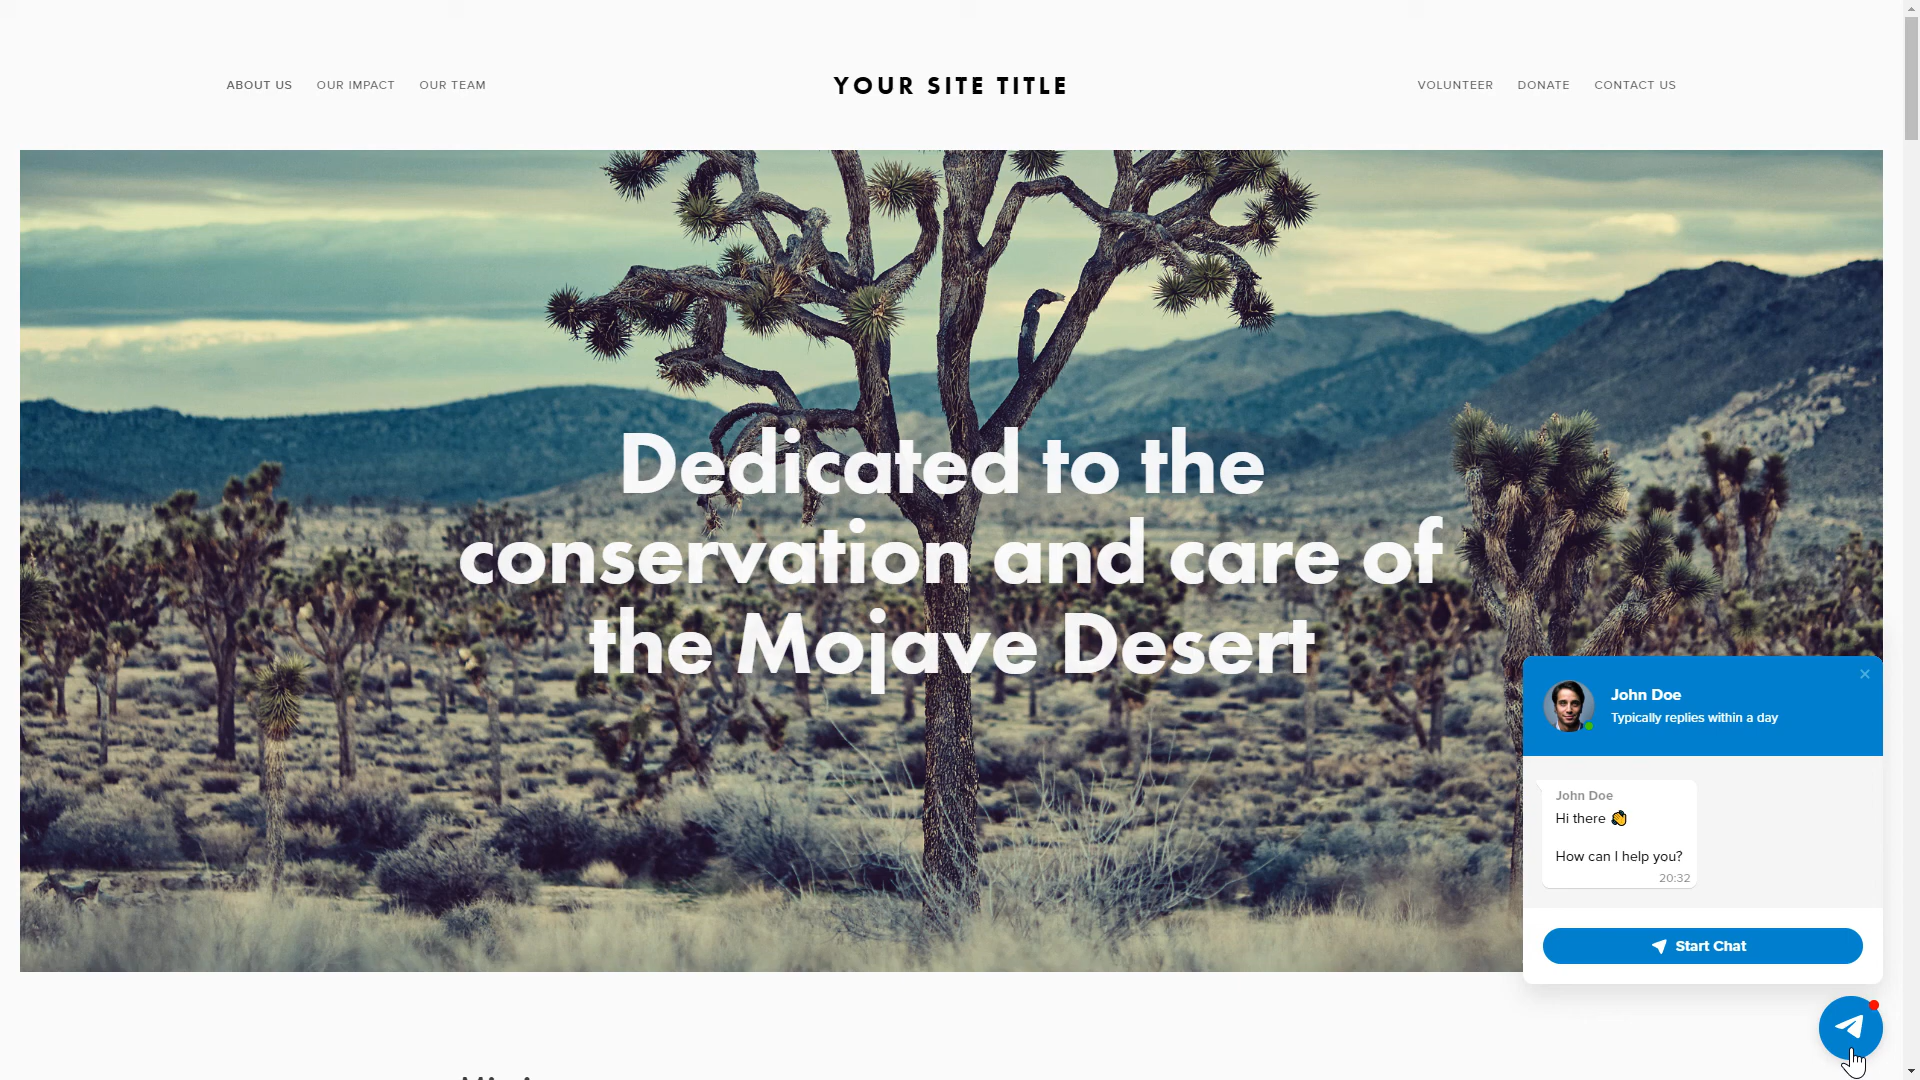 ABOUT US OUR IMPACT OUR TEAM
YOUR SITE TITLE
VOLUNTEER DONATE CONTACT US
Dedicated to the
conservation and care of
the Mojave Desert
John Doe
Typically replies within a day
John Doe
Hi there 👋
How can I help you?
20:32
Start Chat